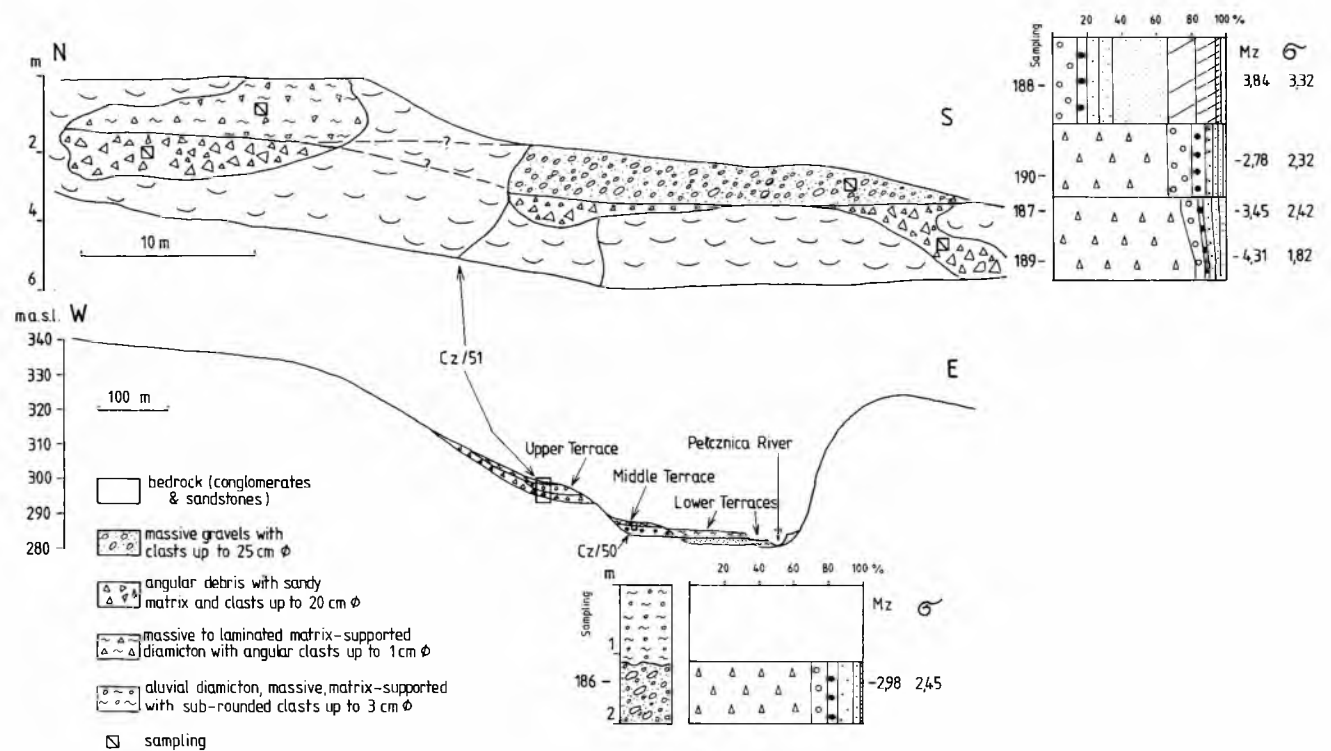 N
m
2
4
6
10 m
?
?
S
20 40 60 80 100 %
Sampling
Mz σ
188
3,84 3,32
190
-2,78 2,32
187
-3,45 2,42
189
-4,31 1,82
m a.s.l. W
340
330
320
310
300
290
280
100 m
Cz/51
E
Upper Terrace
Middle Terrace
Pełcznica River
Lower Terraces
Cz/50
bedrock (conglomerates
& sandstones)
massive gravels with
clasts up to 25 cm ϕ
angular debris with sandy
matrix and clasts up to 20 cm ϕ
massive to laminated matrix-supported
diamicton with angular clasts up to 1 cm ϕ
aluvial diamicton, massive, matrix-supported
with sub-rounded clasts up to 3 cm ϕ
sampling
m
Sampling
1
186
2
20 40 60 80 100 %
Mz σ
-2,98 2,45